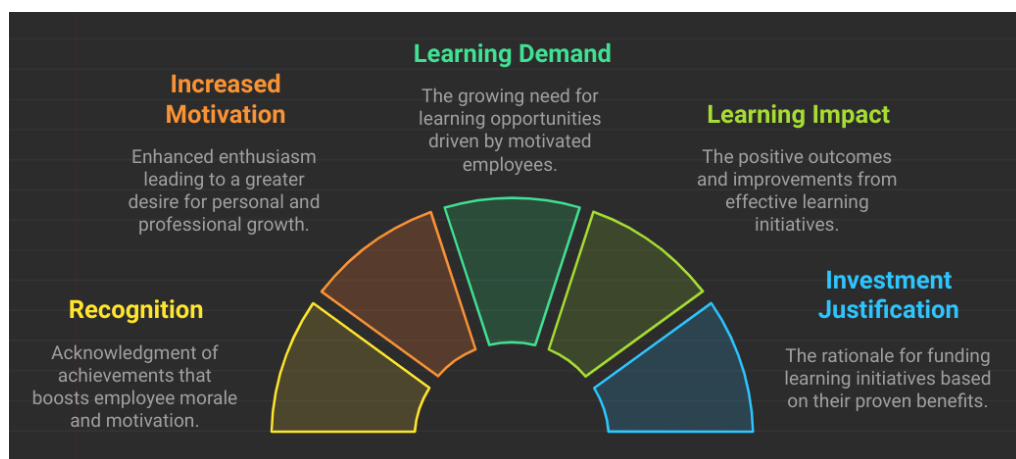 Recognition
Acknowledgment of
achievements that
boosts employee morale
and motivation.
Increased
Motivation
Enhanced enthusiasm
leading to a greater
desire for personal and
professional growth.
Learning Demand
The growing need for
learning opportunities
driven by motivated
employees.
Learning Impact
The positive outcomes
and improvements from
effective learning
initiatives.
Investment
Justification
The rationale for funding
learning initiatives based
on their proven benefits.